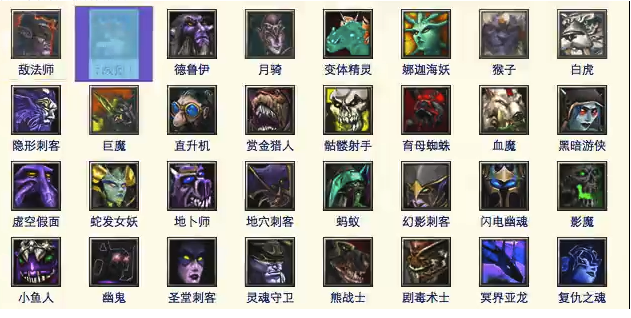 敌法师 德鲁伊 月骑 变体精灵 娜迦海妖 猴子 白虎
隐形刺客 巨魔 直升机 赏金猎人 骷髅射手 育母蜘蛛 血魔 黑暗游侠
虚空假面 蛇发女妖 地卜师 地穴刺客 蚂蚁 幻影刺客 闪电幽魂 影魔
小鱼人 幽鬼 圣堂刺客 灵魂守卫 熊战士 剧毒术士 冥界亚龙 复仇之魂